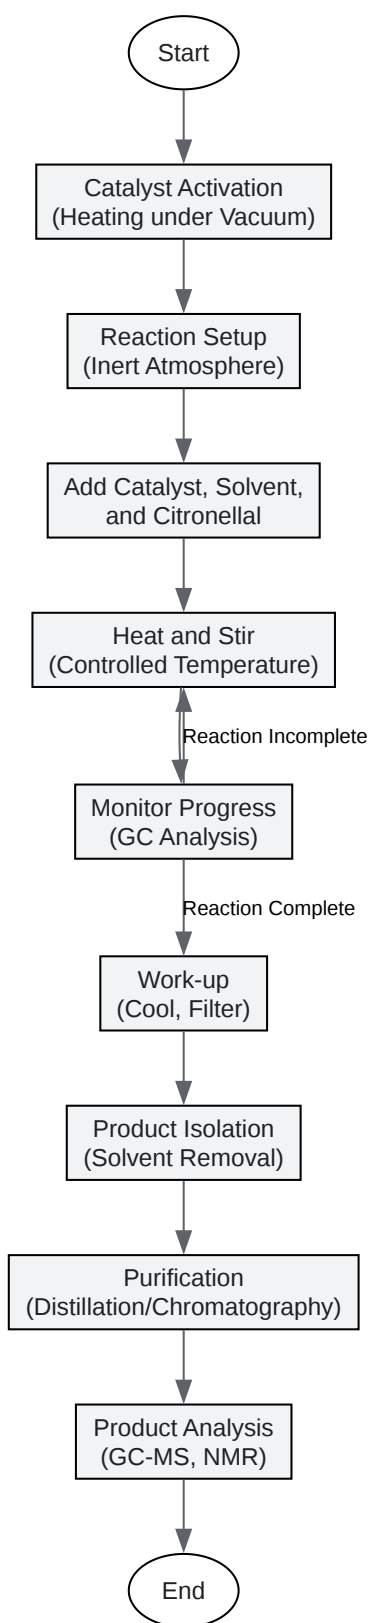 Start
Catalyst Activation
(Heating under Vacuum)
Reaction Setup
(Inert Atmosphere)
Add Catalyst, Solvent,
and Citronellal
Heat and Stir
(Controlled Temperature)
Reaction Incomplete
Monitor Progress
(GC Analysis)
Reaction Complete
Work-up
(Cool, Filter)
Product Isolation
(Solvent Removal)
Purification
(Distillation/Chromatography)
Product Analysis
(GC-MS, NMR)
End